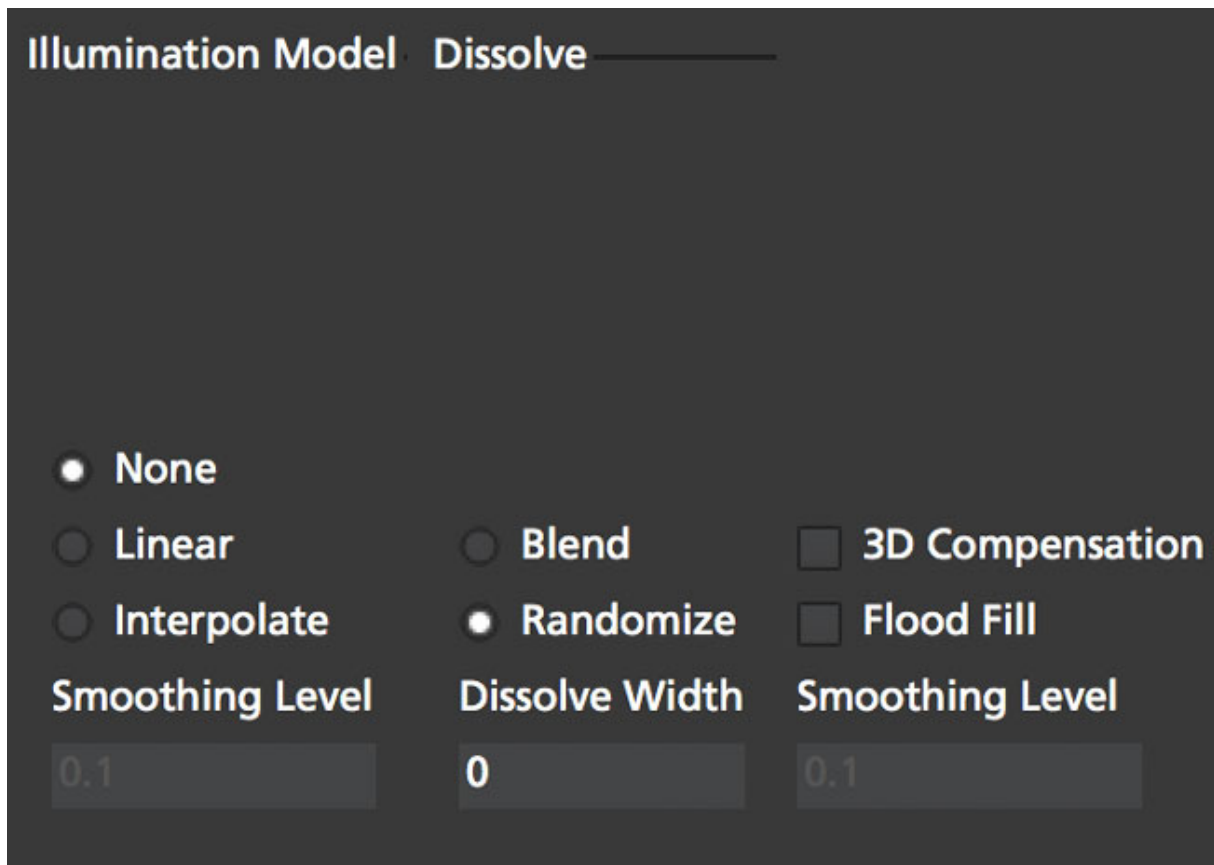 Illumination Model Dissolve
None
Linear Blend 3D Compensation
Interpolate Randomize Flood Fill
Smoothing Level Dissolve Width Smoothing Level
0.1 0 0.1